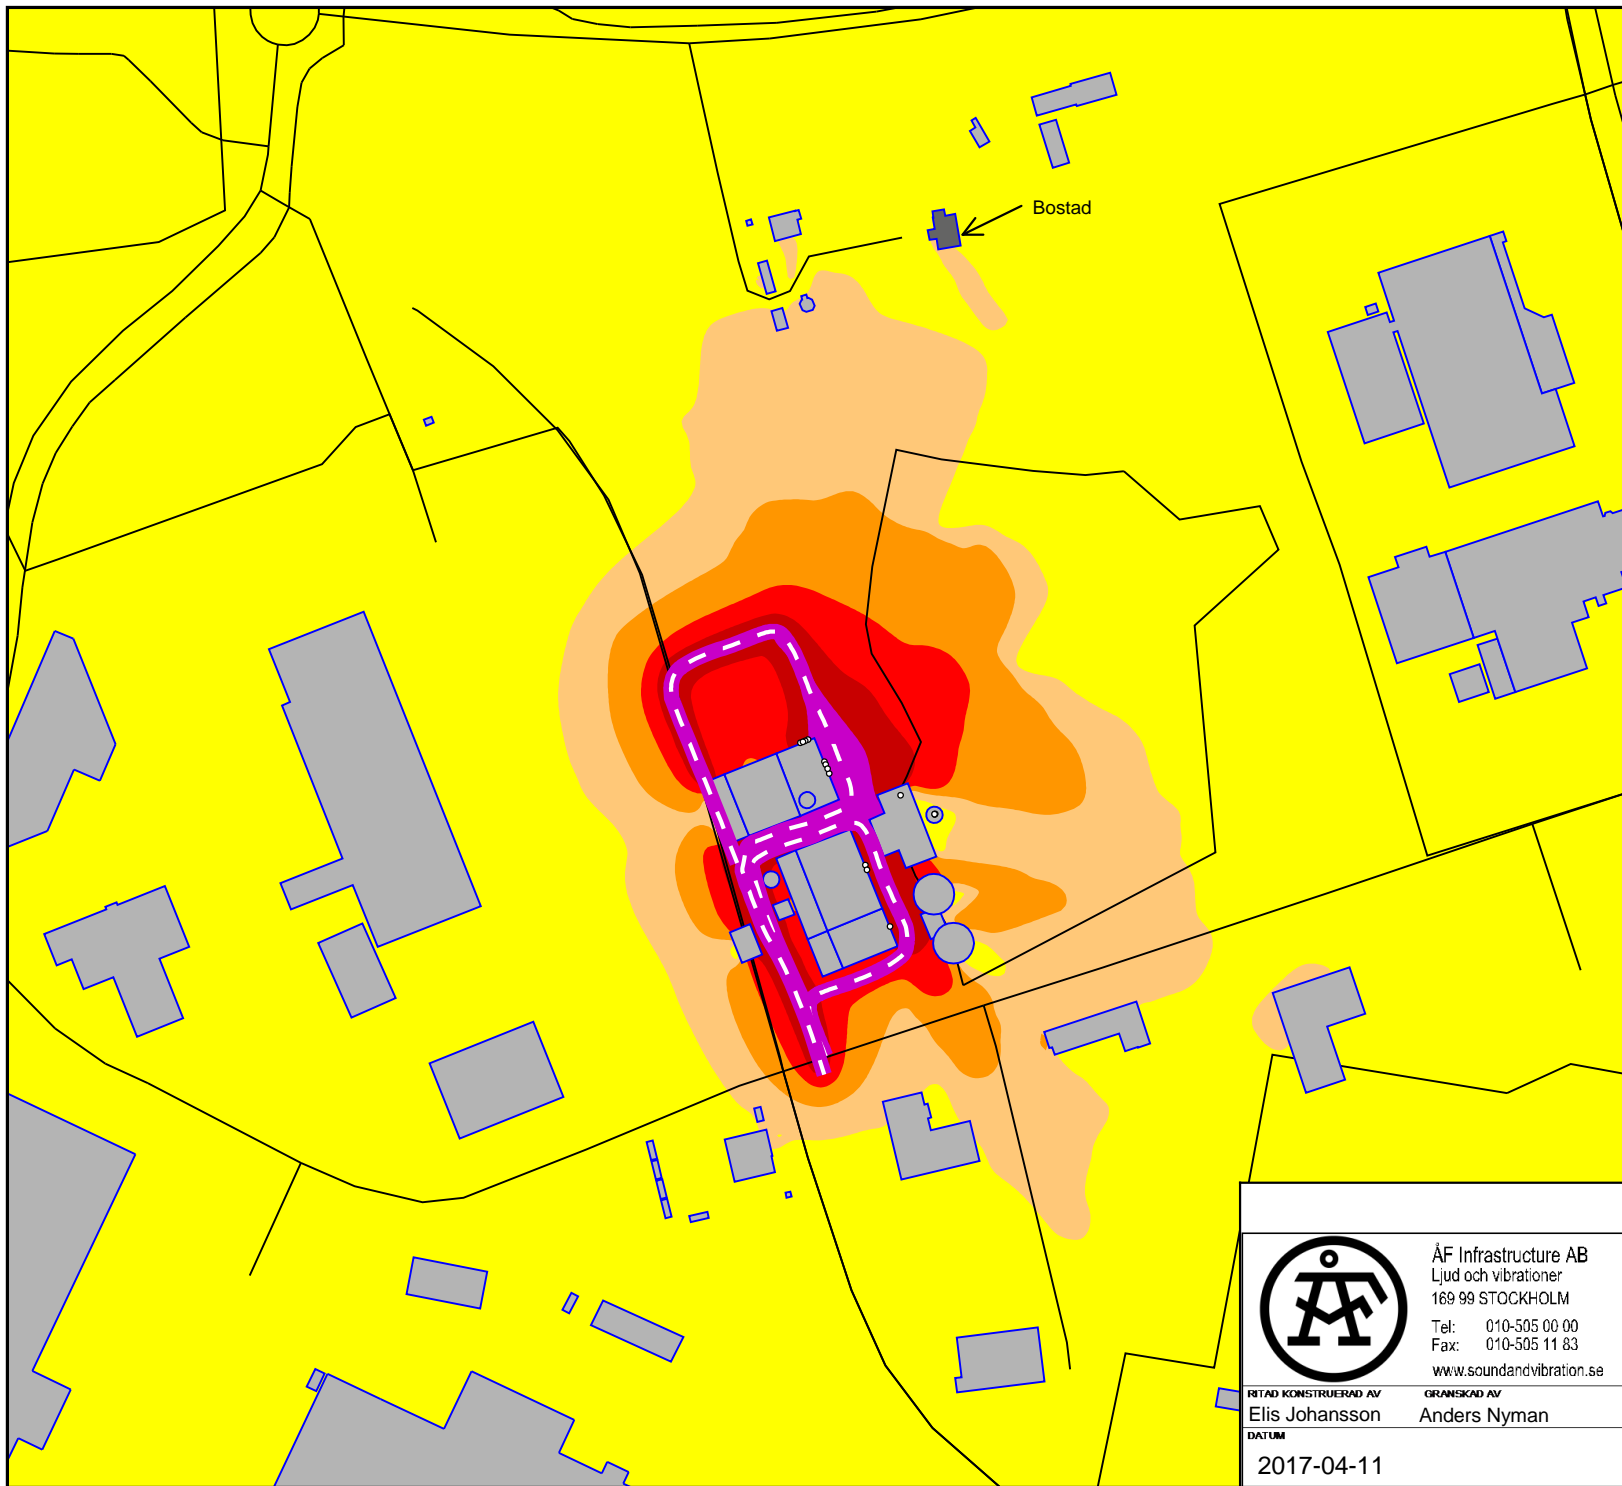 Bostad
ÅF
ÅF Infrastructure AB
Ljud och vibrationer
169 99 STOCKHOLM
Tel: 010-505 00 00
Fax: 010-505 11 83
www.soundandvibration.se
RITAD KONSTRUERAD AV GRANSKAD AV
Elis Johansson Anders Nyman
DATUM
2017-04-11